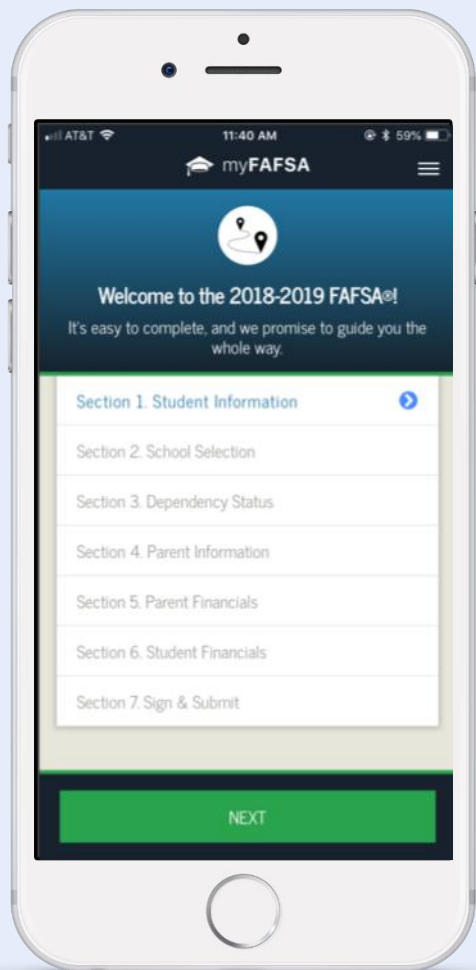 AT&T 11:40 AM 59%
myFAFSA
Welcome to the 2018-2019 FAFSA®!
It's easy to complete, and we promise to guide you the
whole way.
Section 1. Student Information
Section 2. School Selection
Section 3. Dependency Status
Section 4. Parent Information
Section 5. Parent Financials
Section 6. Student Financials
Section 7. Sign & Submit
NEXT